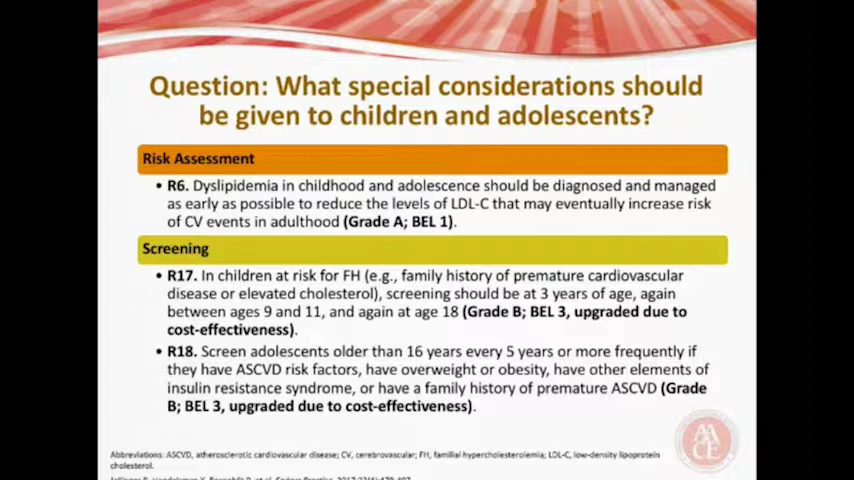 Question: What special considerations should
be given to children and adolescents?
Risk Assessment
• R6. Dyslipidemia in childhood and adolescence should be diagnosed and managed
as early as possible to reduce the levels of LDL-C that may eventually increase risk
of CV events in adulthood (Grade A; BEL 1).
Screening
• R17. In children at risk for FH (e.g., family history of premature cardiovascular
disease or elevated cholesterol), screening should be at 3 years of age, again
between ages 9 and 11, and again at age 18 (Grade B; BEL 3, upgraded due to
cost-effectiveness).
• R18. Screen adolescents older than 16 years every 5 years or more frequently if
they have ASCVD risk factors, have overweight or obesity, have other elements of
insulin resistance syndrome, or have a family history of premature ASCVD (Grade
B; BEL 3, upgraded due to cost-effectiveness).
AACE
Abbreviations: ASCVD, atherosclerotic cardiovascular disease; CV, cerebrovascular; FH, familial hypercholesterolemia; LDL-C, low-density lipoprotein
cholesterol.